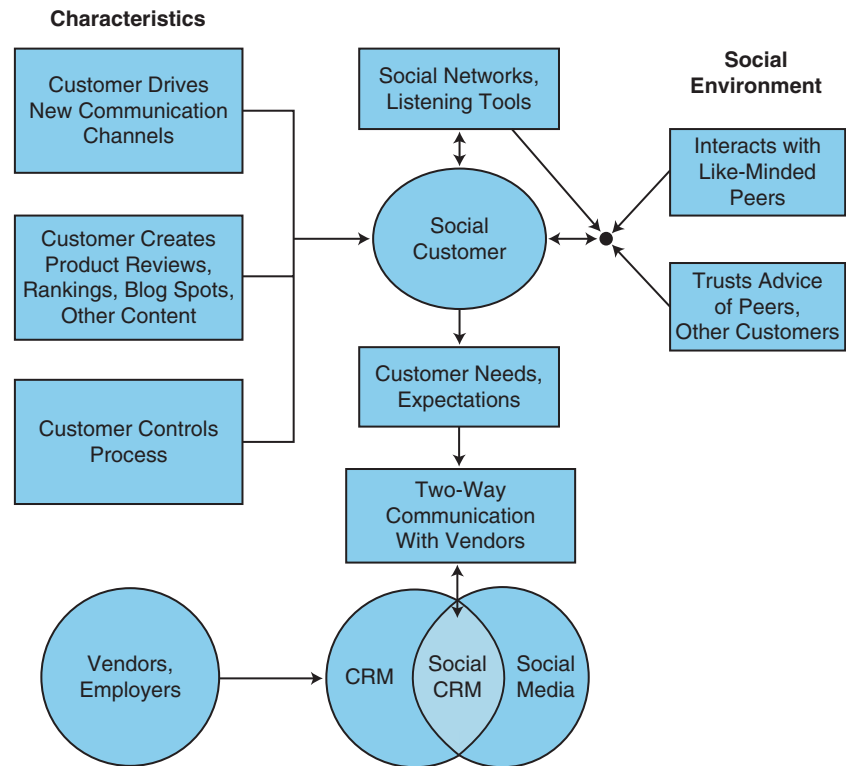 Characteristics
Customer Drives
New Communication
Channels
Customer Creates
Product Reviews,
Rankings, Blog Spots,
Other Content
Customer Controls
Process
Social Networks,
Listening Tools
Social
Customer
Customer Needs,
Expectations
Two-Way
Communication
With Vendors
Social
Environment
Interacts with
Like-Minded
Peers
Trusts Advice
of Peers,
Other Customers
Vendors,
Employers
CRM
Social
CRM
Social
Media